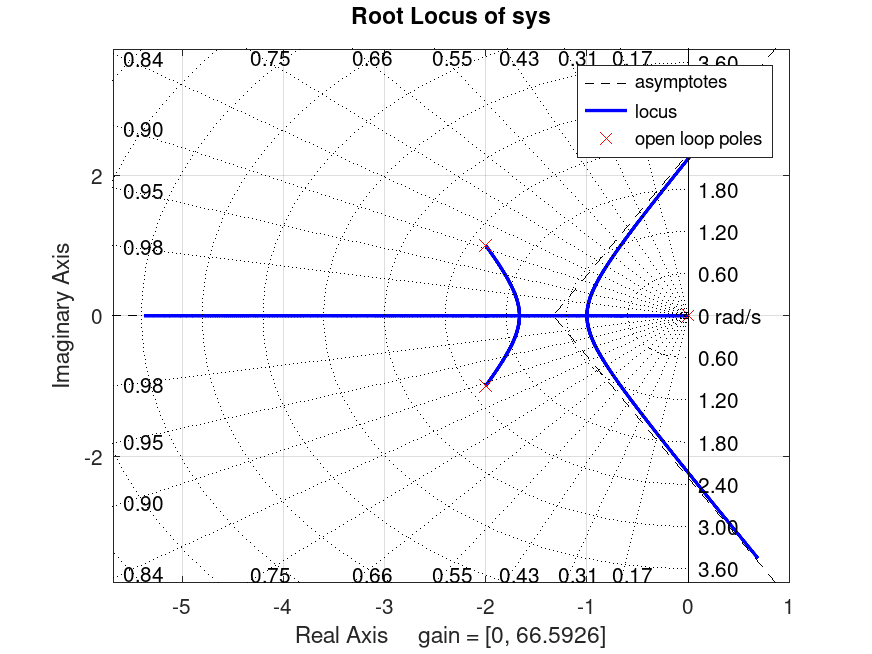 Root Locus of sys
0.84 0.75 0.66 0.55 0.43 0.31 0.17 3.60
asymptotes
locus
open loop poles
0.90
2
0.95 1.80
0.98 1.20
0.60
Imaginary Axis
0 0 rad/s
0.60
0.98 1.20
0.95 1.80
-2
2.40
0.90
3.00
0.84 0.75 0.66 0.55 0.43 0.31 0.17 3.60
-5 -4 -3 -2 -1 0 1
Real Axis gain = [0, 66.5926]